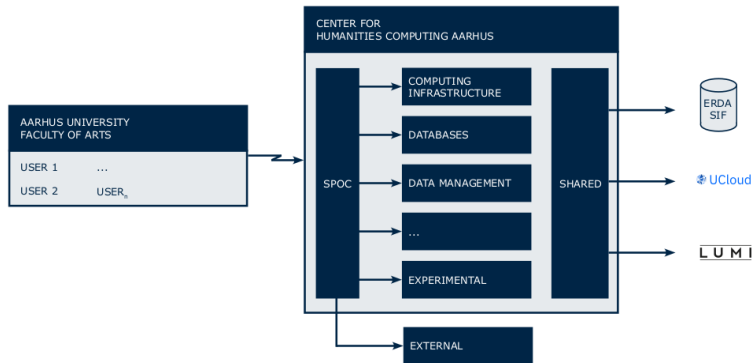 CENTER FOR
HUMANITIES COMPUTING AARHUS
AARHUS UNIVERSITY
FACULTY OF ARTS
USER 1 ...
USER 2 USERn
SPOC
COMPUTING
INFRASTRUCTURE
DATABASES
DATA MANAGEMENT
...
EXPERIMENTAL
EXTERNAL
SHARED
ERDA
SIF
UCloud
LUMI